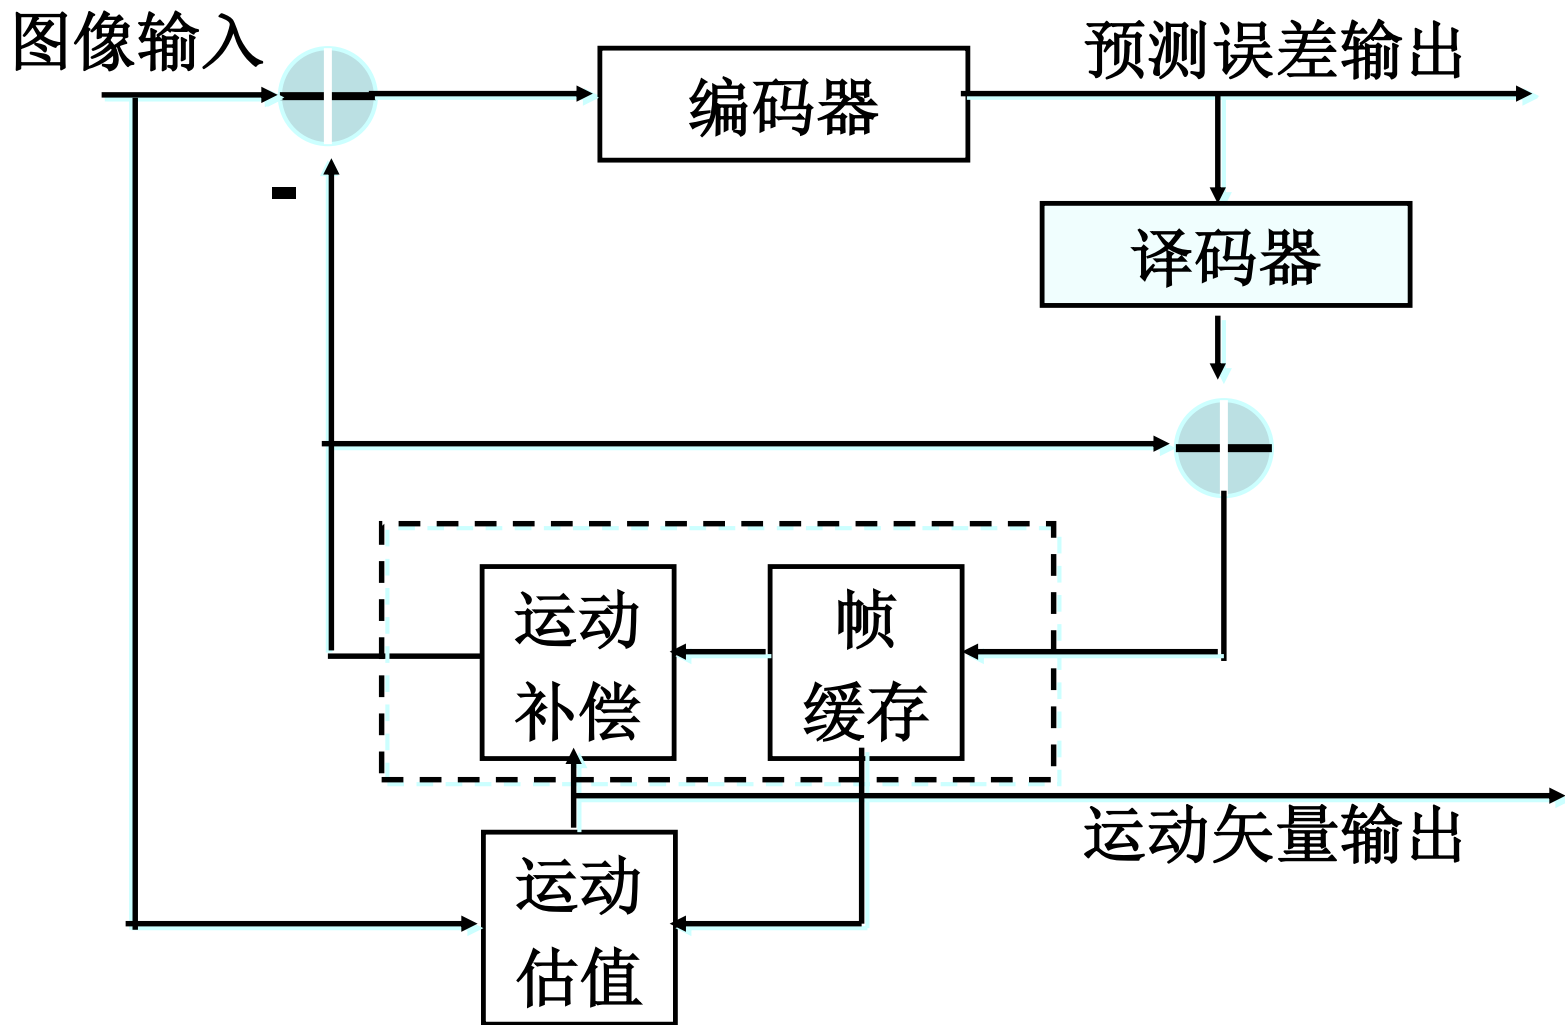 图像输入
预测误差输出
编码器
译码器
-
运动
补偿
帧
缓存
运动矢量输出
运动
估值